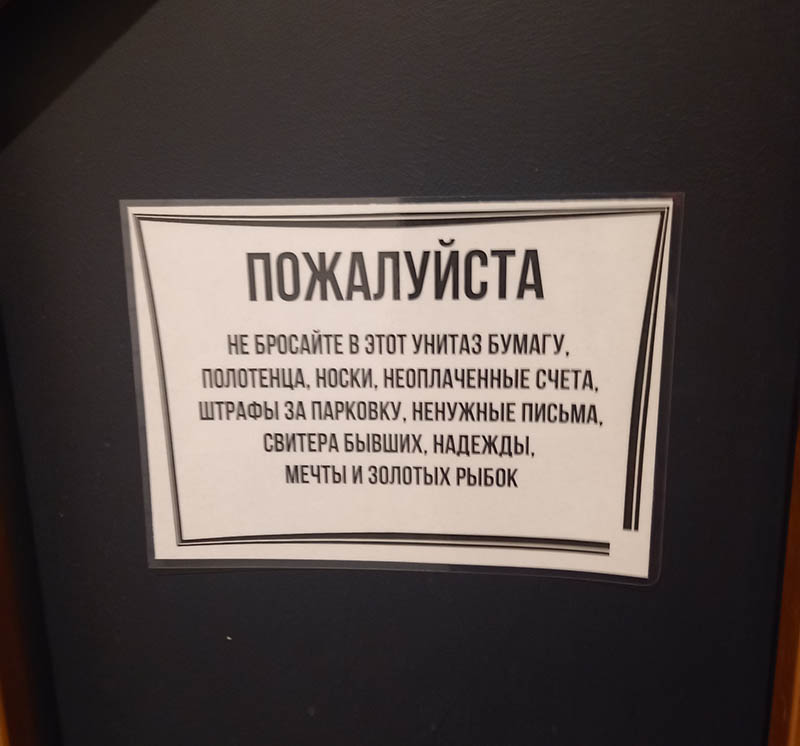 ПОЖАЛУЙСТА
НЕ БРОСАЙТЕ В ЭТОТ УНИТАЗ БУМАГУ,
ПОЛОТЕНЦА, НОСКИ, НЕОПЛАЧЕННЫЕ СЧЕТА,
ШТРАФЫ ЗА ПАРКОВКУ, НЕНУЖНЫЕ ПИСЬМА,
СВИТЕРА БЫВШИХ, НАДЕЖДЫ,
МЕЧТЫ И ЗОЛОТЫХ РЫБОК